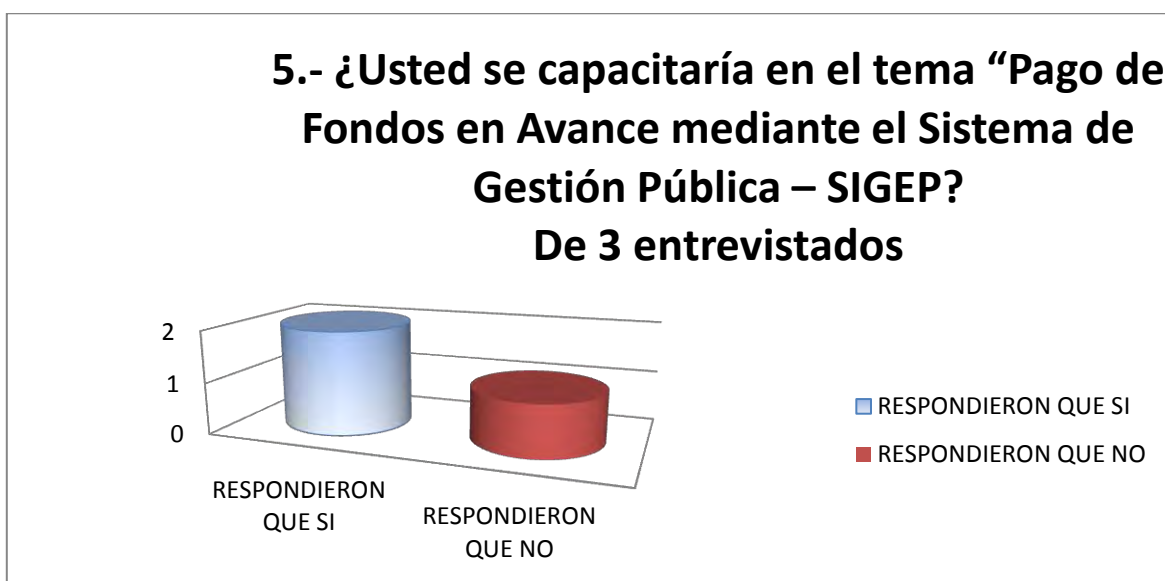 5.- ¿Usted se capacitaría en el tema “Pago de
Fondos en Avance mediante el Sistema de
Gestión Pública – SIGEP?
De 3 entrevistados
2
1
0
RESPONDIERON
QUE SI
RESPONDIERON
QUE NO
RESPONDIERON QUE SI
RESPONDIERON QUE NO